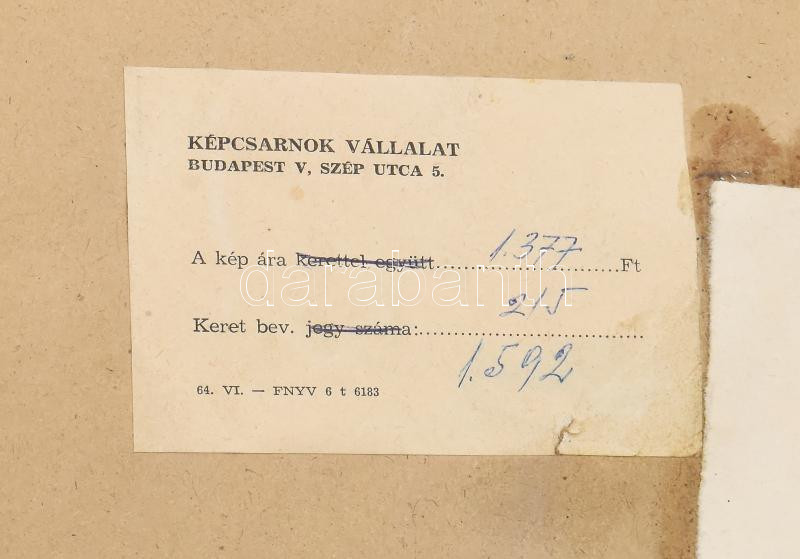 KÉPCSARNOK VÁLLALAT
BUDAPEST V, SZÉP UTCA 5.
A kép ára kerettel együtt..............................Ft 1.377
Keret bev. jegy száma:.................................... 215
1.592
64. VI. — FNYV 6 t 6183
darabanth